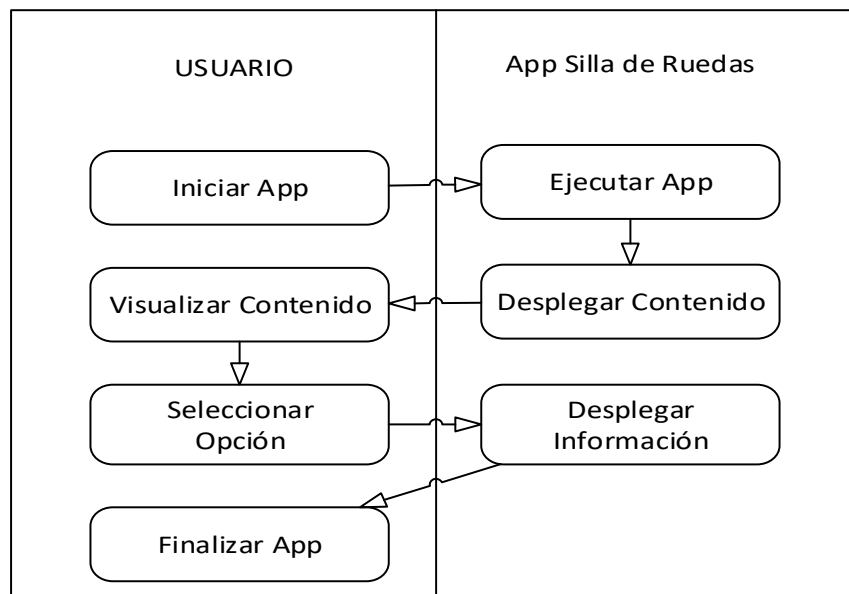 USUARIO
App Silla de Ruedas
Iniciar App
Ejecutar App
Visualizar Contenido
Desplegar Contenido
Seleccionar
Opción
Desplegar
Información
Finalizar App